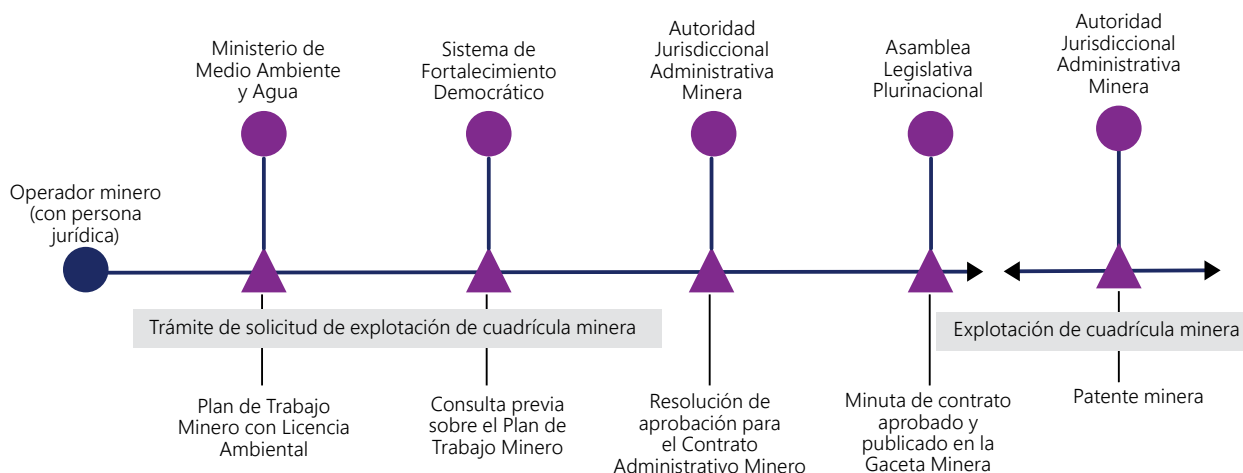 Ministerio de
Medio Ambiente
y Agua
Sistema de
Fortalecimiento
Democrático
Autoridad
Jurisdiccional
Administrativa
Minera
Asamblea
Legislativa
Plurinacional
Autoridad
Jurisdiccional
Administrativa
Minera
Operador minero
(con persona
jurídica)
Trámite de solicitud de explotación de cuadrícula minera
Explotación de cuadrícula minera
Plan de Trabajo
Minero con Licencia
Ambiental
Consulta previa
sobre el Plan de
Trabajo Minero
Resolución de
aprobación para
el Contrato
Administrativo Minero
Minuta de contrato
aprobado y
publicado en la
Gaceta Minera
Patente minera